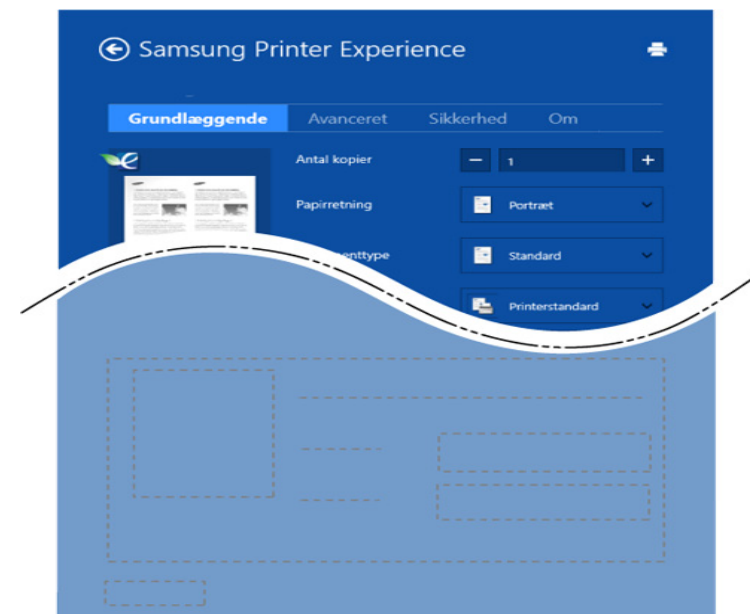 Samsung Printer Experience
Grundlæggende Avanceret Sikkerhed Om
Antal kopier 1
Papirretning Portræt
Standard
Printerstandard